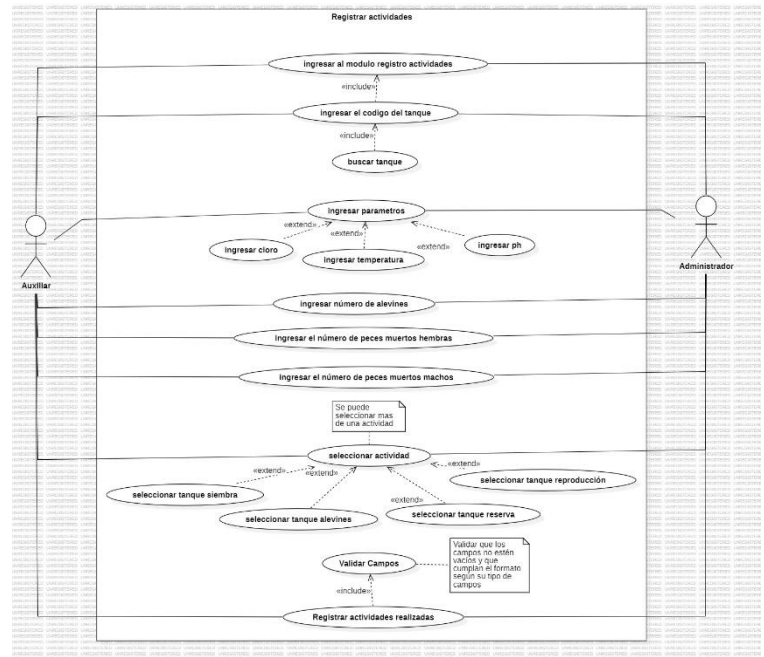 Registrar actividades
ingresar al modulo registro actividades
«include»
ingresar el codigo del tanque
«include»
buscar tanque
ingresar parametros
«extend»
«extend»
«extend»
ingresar cloro
ingresar temperatura
ingresar ph
Auxiliar
Administrador
ingresar número de alevines
ingresar el número de peces muertos hembras
ingresar el número de peces muertos machos
Se puede
seleccionar mas
de una actividad
seleccionar actividad
«extend»
«extend»
«extend»
seleccionar tanque reproducción
seleccionar tanque siembra
«extend»
seleccionar tanque alevines
seleccionar tanque reserva
Validar Campos
Validar que los
campos no estén
vacíos y que
cumplan el formato
según su tipo de
campos
«include»
Registrar actividades realizadas